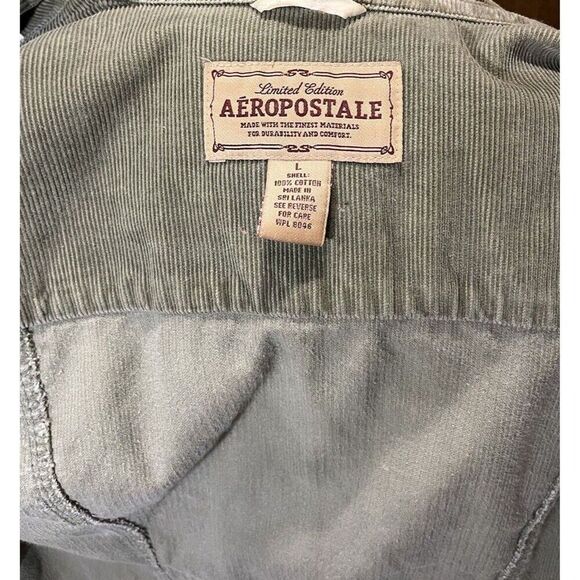 Limited Edition
AÉROPOSTALE
MADE WITH THE FINEST MATERIALS
FOR DURABILITY AND COMFORT.
L
SHELL:
100% COTTON
MADE IN
SRI LANKA
SEE REVERSE
FOR CARE
WPL 8046